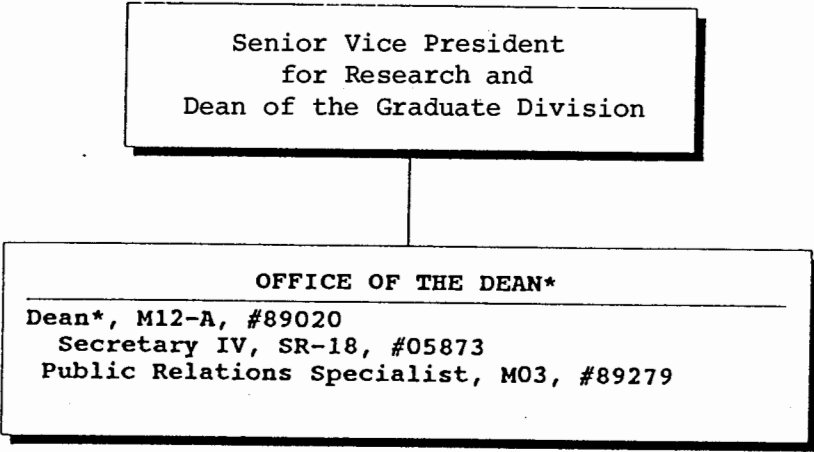 Senior Vice President
for Research and
Dean of the Graduate Division
OFFICE OF THE DEAN*
Dean*, M12-A, #89020
Secretary IV, SR-18, #05873
Public Relations Specialist, M03, #89279